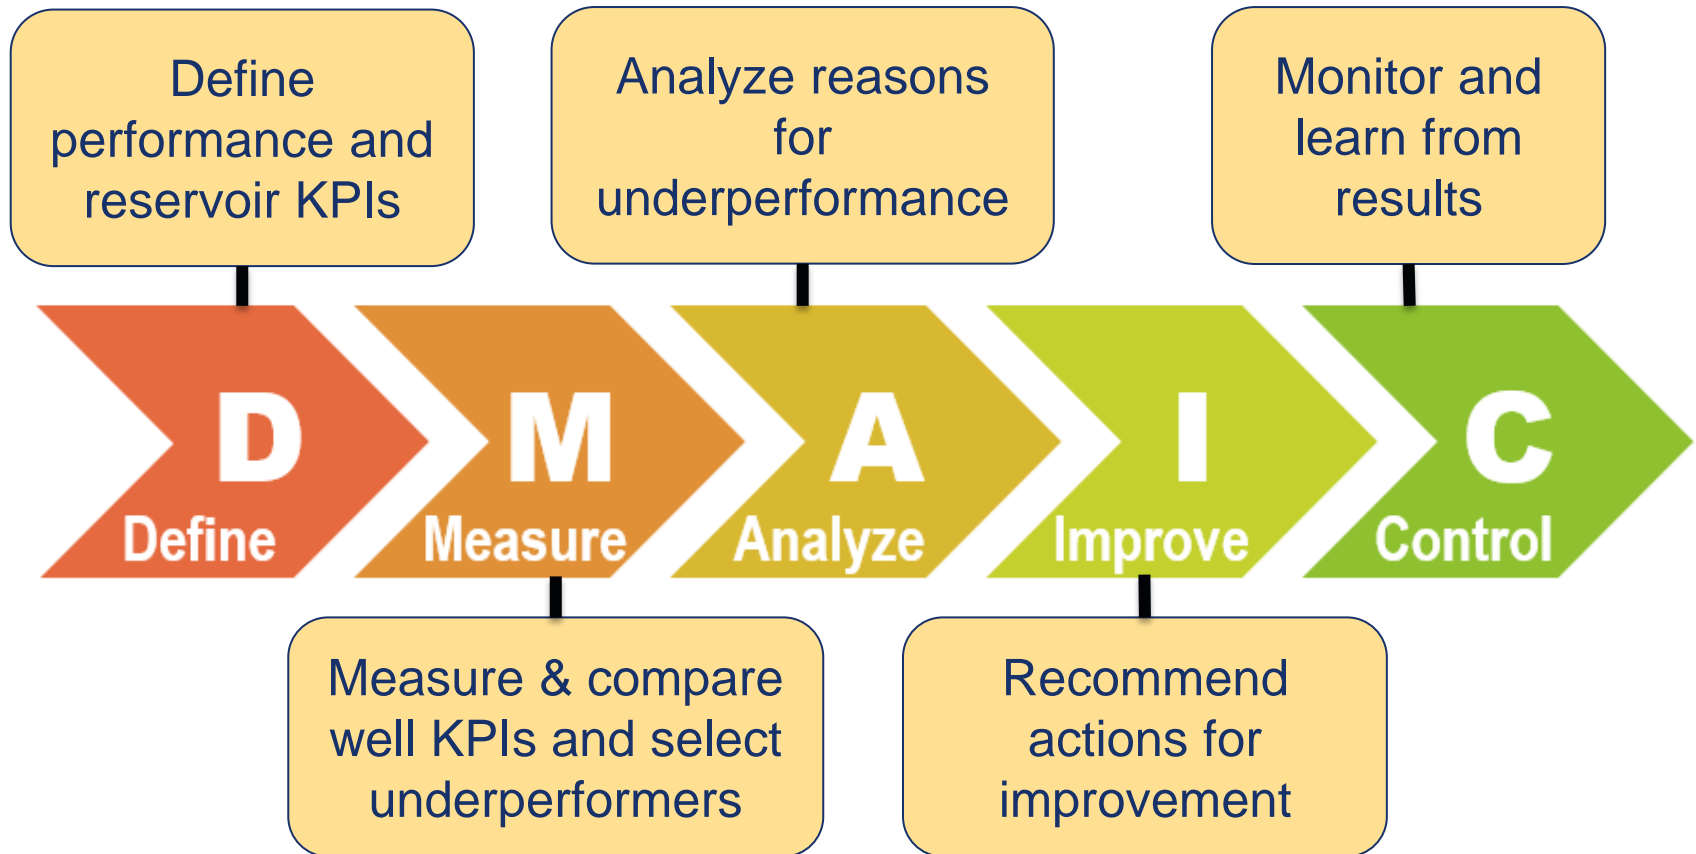 Define
performance and
reservoir KPIs
Analyze reasons
for
underperformance
Monitor and
learn from
results
D
Define
M
Measure
A
Analyze
I
Improve
C
Control
Measure & compare
well KPIs and select
underperformers
Recommend
actions for
improvement